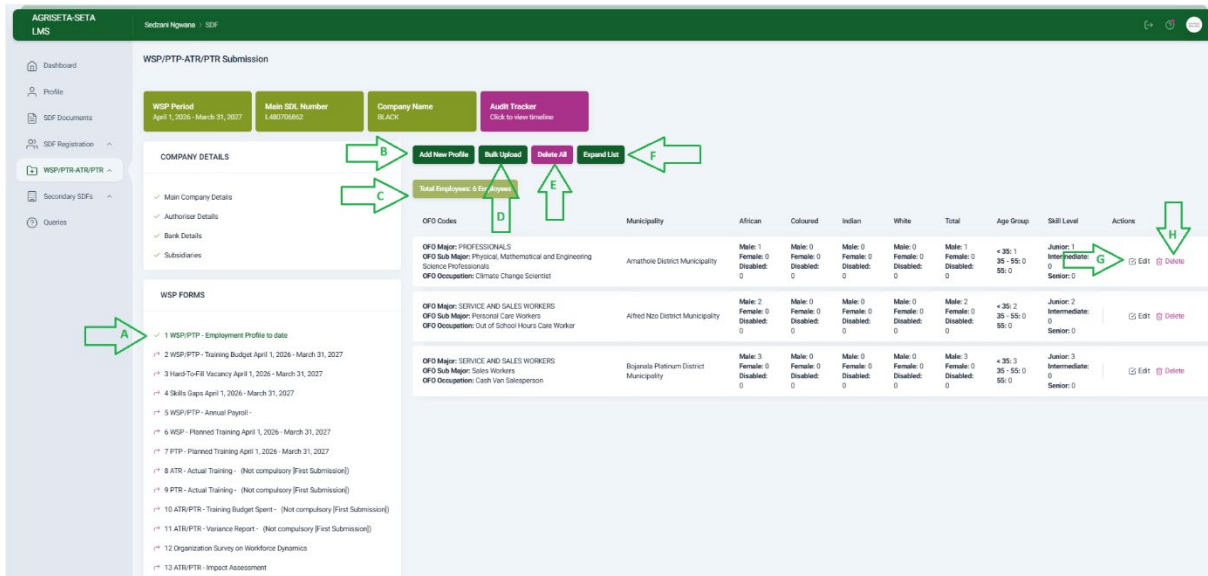 AGRISETA-SETA
LMS
Sedzani Ngwana > SDF
Dashboard
Profile
SDF Documents
SDF Registration
WSP/PTR-ATR/PTR
Secondary SDFs
Queries
WSP/PTP-ATR/PTR Submission
WSP Period
April 1, 2026 - March 31, 2027
Main SDL Number
L480706862
Company Name
BLACK
Audit Tracker
Click to view timeline
COMPANY DETAILS
Main Company Details
Authoriser Details
Bank Details
Subsidiaries
WSP FORMS
A
1 WSP/PTP - Employment Profile to date
2 WSP/PTP - Training Budget April 1, 2026 - March 31, 2027
3 Hard-To-Fill Vacancy April 1, 2026 - March 31, 2027
4 Skills Gaps April 1, 2026 - March 31, 2027
5 WSP/PTP - Annual Payroll -
6 WSP - Planned Training April 1, 2026 - March 31, 2027
7 PTP - Planned Training April 1, 2026 - March 31, 2027
8 ATR - Actual Training - (Not compulsory [First Submission])
9 PTR - Actual Training - (Not compulsory [First Submission])
10 ATR/PTR - Training Budget Spent - (Not compulsory [First Submission])
11 ATR/PTR - Variance Report - (Not compulsory [First Submission])
12 Organization Survey on Workforce Dynamics
13 ATR/PTR - Impact Assessment
B
Add New Profile Bulk Upload Delete All Expand List
F
C
Total Employees: 6 Employees
D
E
H
G
OFO Codes Municipality African Coloured Indian White Total Age Group Skill Level Actions
OFO Major: PROFESSIONALS
OFO Sub Major: Physical, Mathematical and Engineering
Science Professionals
OFO Occupation: Climate Change Scientist
Amathole District Municipality
Male: 1
Female: 0
Disabled:
0
Male: 0
Female: 0
Disabled:
0
Male: 0
Female: 0
Disabled:
0
Male: 0
Female: 0
Disabled:
0
Male: 1
Female: 0
Disabled:
0
< 35: 1
35 - 55: 0
55: 0
Junior: 1
Intermediate:
0
Senior: 0
Edit Delete
OFO Major: SERVICE AND SALES WORKERS
OFO Sub Major: Personal Care Workers
OFO Occupation: Out of School Hours Care Worker
Alfred Nzo District Municipality
Male: 2
Female: 0
Disabled:
0
Male: 0
Female: 0
Disabled:
0
Male: 0
Female: 0
Disabled:
0
Male: 0
Female: 0
Disabled:
0
Male: 2
Female: 0
Disabled:
0
< 35: 2
35 - 55: 0
55: 0
Junior: 2
Intermediate:
0
Senior: 0
Edit Delete
OFO Major: SERVICE AND SALES WORKERS
OFO Sub Major: Sales Workers
OFO Occupation: Cash Van Salesperson
Bojanala Platinum District
Municipality
Male: 3
Female: 0
Disabled:
0
Male: 0
Female: 0
Disabled:
0
Male: 0
Female: 0
Disabled:
0
Male: 0
Female: 0
Disabled:
0
Male: 3
Female: 0
Disabled:
0
< 35: 3
35 - 55: 0
55: 0
Junior: 3
Intermediate:
0
Senior: 0
Edit Delete